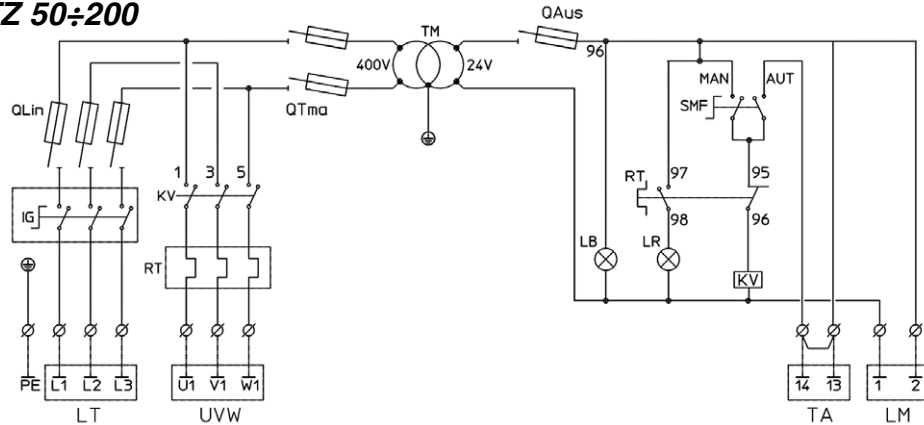 TZ 50÷200
QAus
TM
96
400V
24V
MAN
AUT
QLin
QTma
SMF
1
3
5
97
95
RT
KV
IG
98
96
LB
LR
RT
KV
PE
L1
L2
L3
U1
V1
W1
14
13
1
2
LT
UVW
TA
LM